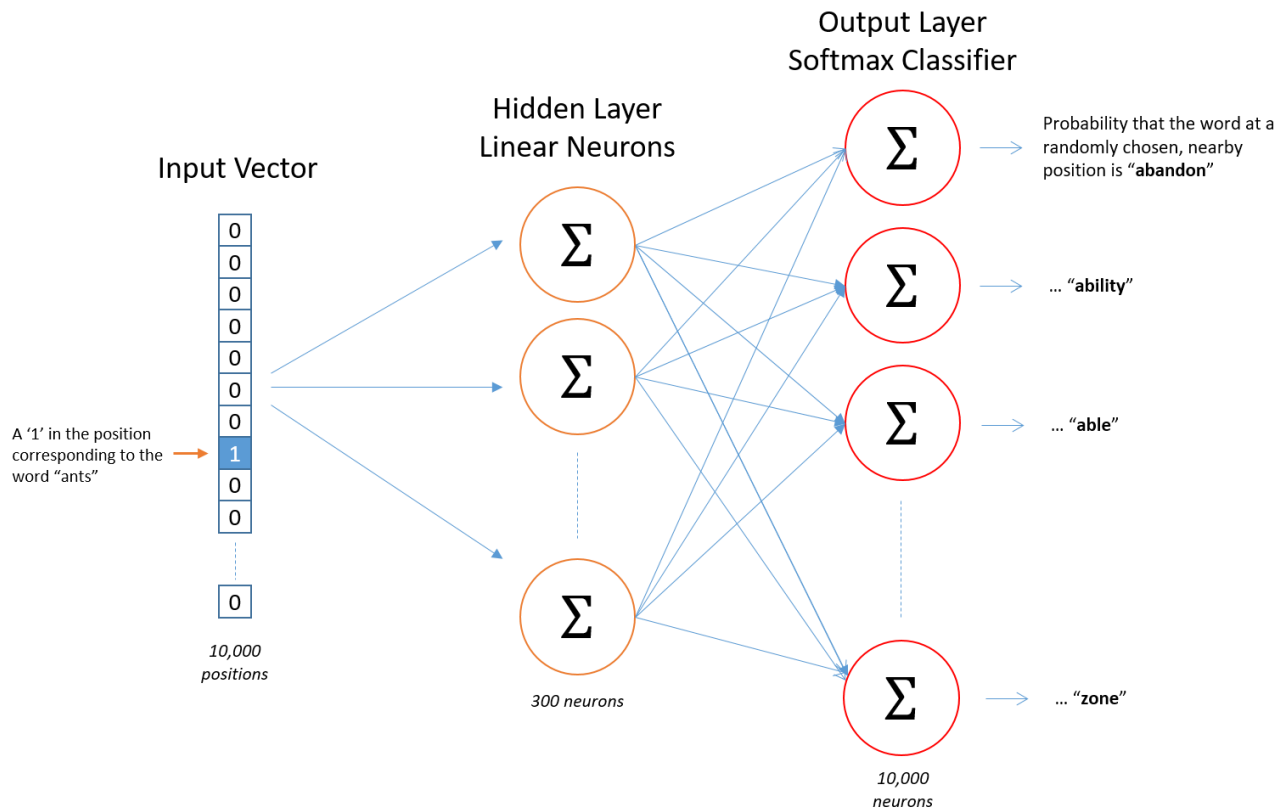 Output Layer
Softmax Classifier
Hidden Layer
Linear Neurons
Input Vector
0
0
0
0
0
0
0
1
0
0
0
A ‘1’ in the position
corresponding to the
word “ants”
10,000
positions
Σ
Σ
Σ
300 neurons
Σ
Σ
Σ
Σ
10,000
neurons
Probability that the word at a
randomly chosen, nearby
position is “abandon”
... “ability”
... “able”
... “zone”